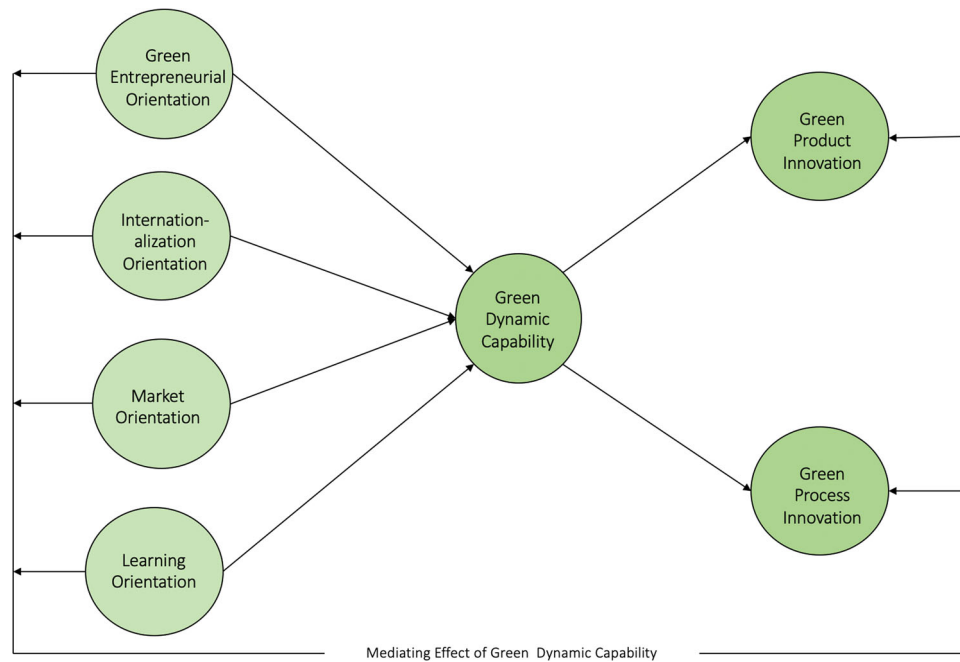 Green
Entrepreneurial
Orientation
Internation-
alization
Orientation
Market
Orientation
Learning
Orientation
Green
Dynamic
Capability
Green
Product
Innovation
Green
Process
Innovation
Mediating Effect of Green Dynamic Capability